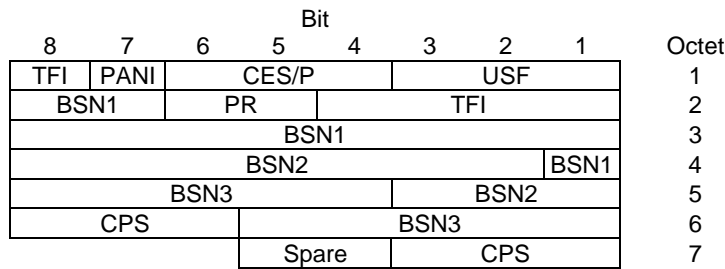 Bit
8 7 6 5 4 3 2 1 Octet
TFI PANI CES/P USF 1
BSN1 PR TFI 2
BSN1 3
BSN2 BSN1 4
BSN3 BSN2 5
CPS BSN3 6
Spare CPS 7